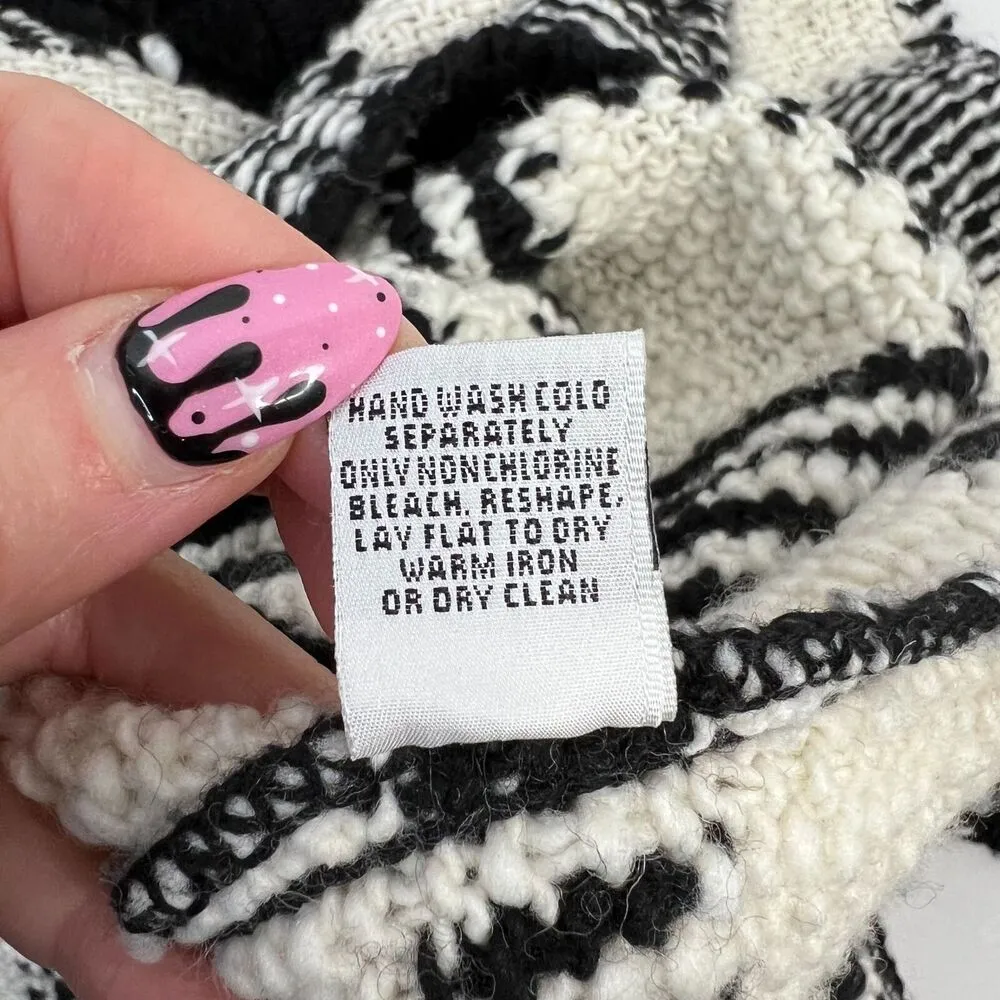 HAND WASH COLD
SEPARATELY
ONLY NONCHLORINE
BLEACH. RESHAPE,
LAY FLAT TO DRY
WARM IRON
OR DRY CLEAN